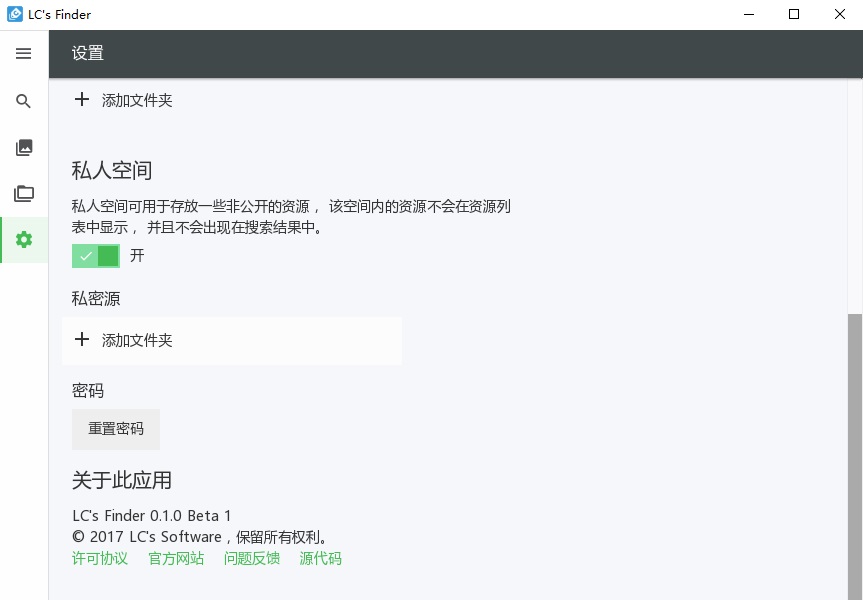 LC's Finder
设置
添加文件夹
私人空间
私人空间可用于存放一些非公开的资源，该空间内的资源不会在资源列
表中显示，并且不会出现在搜索结果中。
开
私密源
添加文件夹
密码
重置密码
关于此应用
LC's Finder 0.1.0 Beta 1
© 2017 LC's Software，保留所有权利。
许可协议 官方网站 问题反馈 源代码